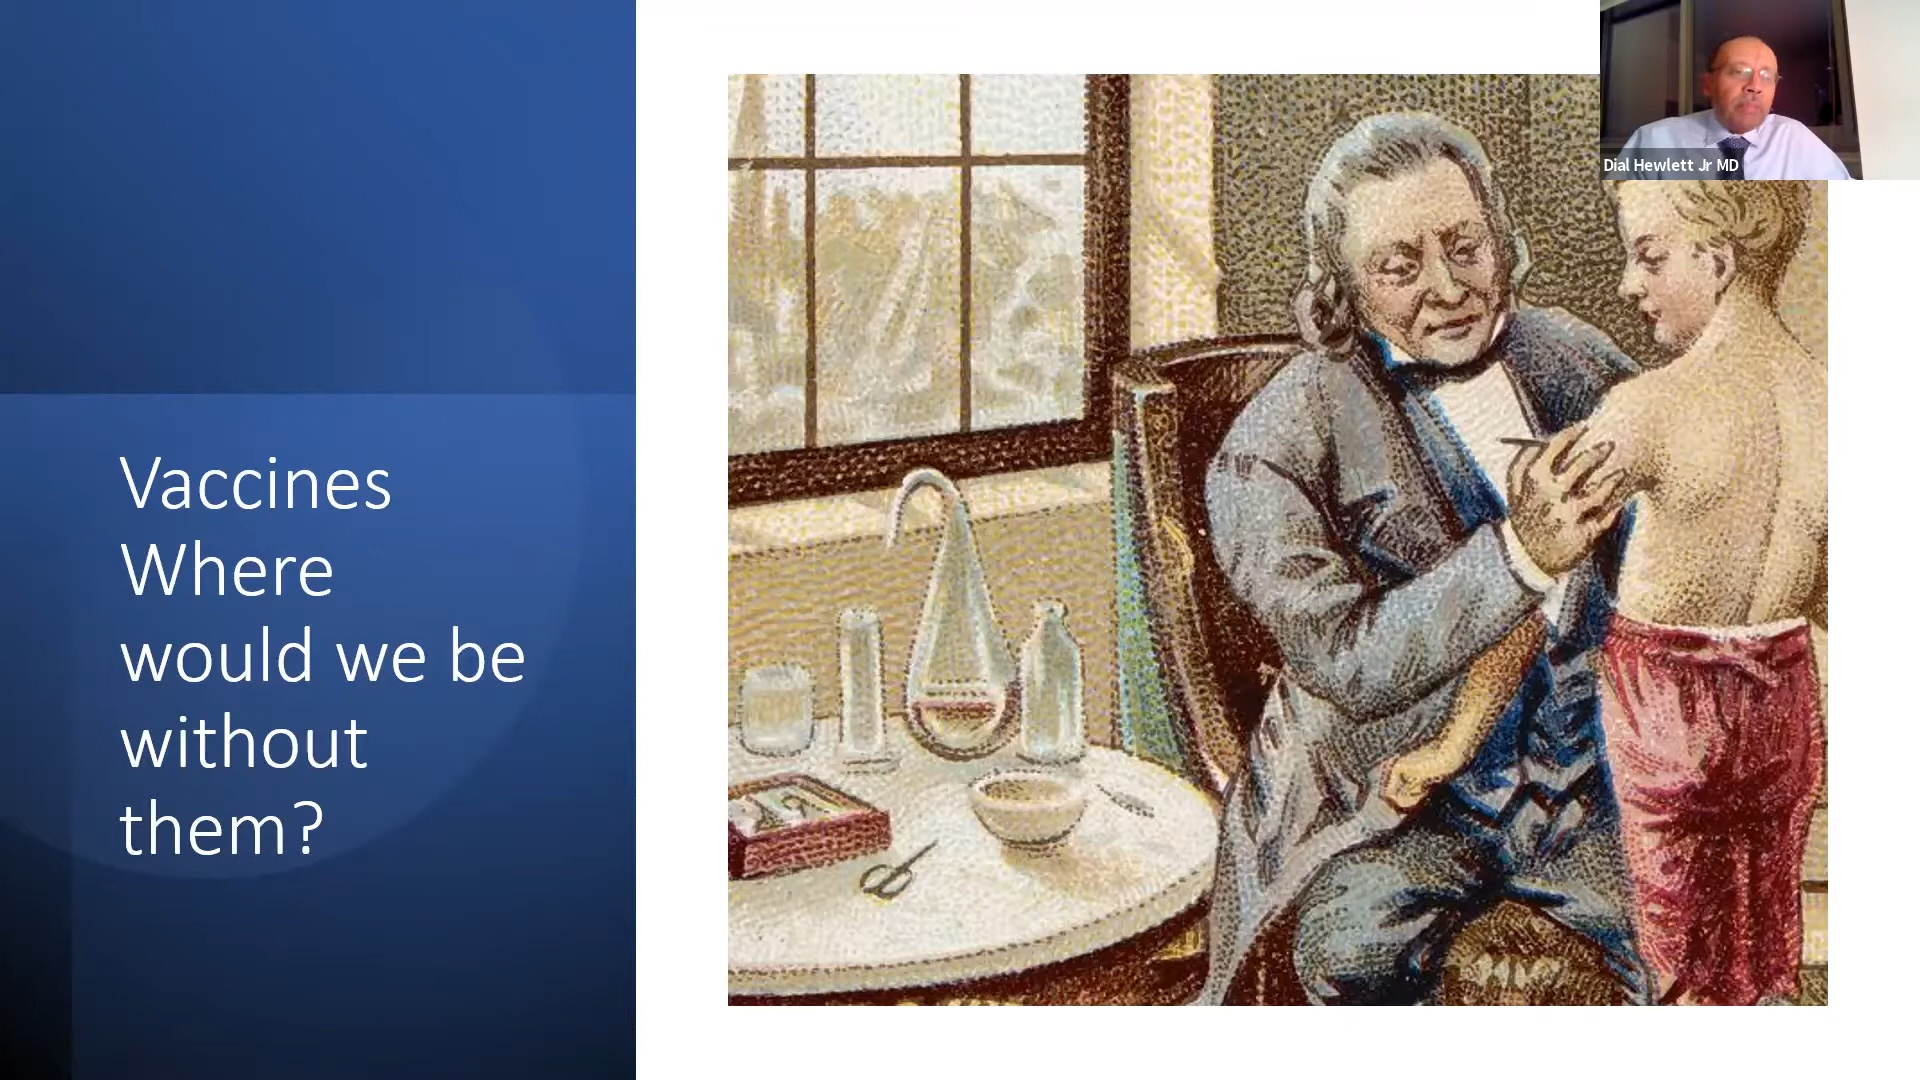 Vaccines
Where
would we be
without
them?
Dial Hewlett Jr MD